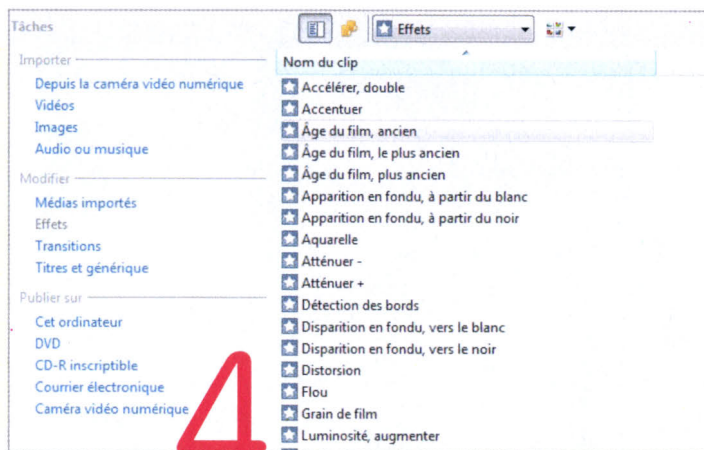 Tâches
Importer
Depuis la caméra vidéo numérique
Vidéos
Images
Audio ou musique
Modifier
Médias importés
Effets
Transitions
Titres et générique
Publier sur
Cet ordinateur
DVD
CD-R inscriptible
Courrier électronique
Caméra vidéo numérique
4
Effets
Nom du clip
Accélérer, double
Accentuer
Âge du film, ancien
Âge du film, le plus ancien
Âge du film, plus ancien
Apparition en fondu, à partir du blanc
Apparition en fondu, à partir du noir
Aquarelle
Atténuer -
Atténuer +
Détection des bords
Disparition en fondu, vers le blanc
Disparition en fondu, vers le noir
Distorsion
Flou
Grain de film
Luminosité, augmenter